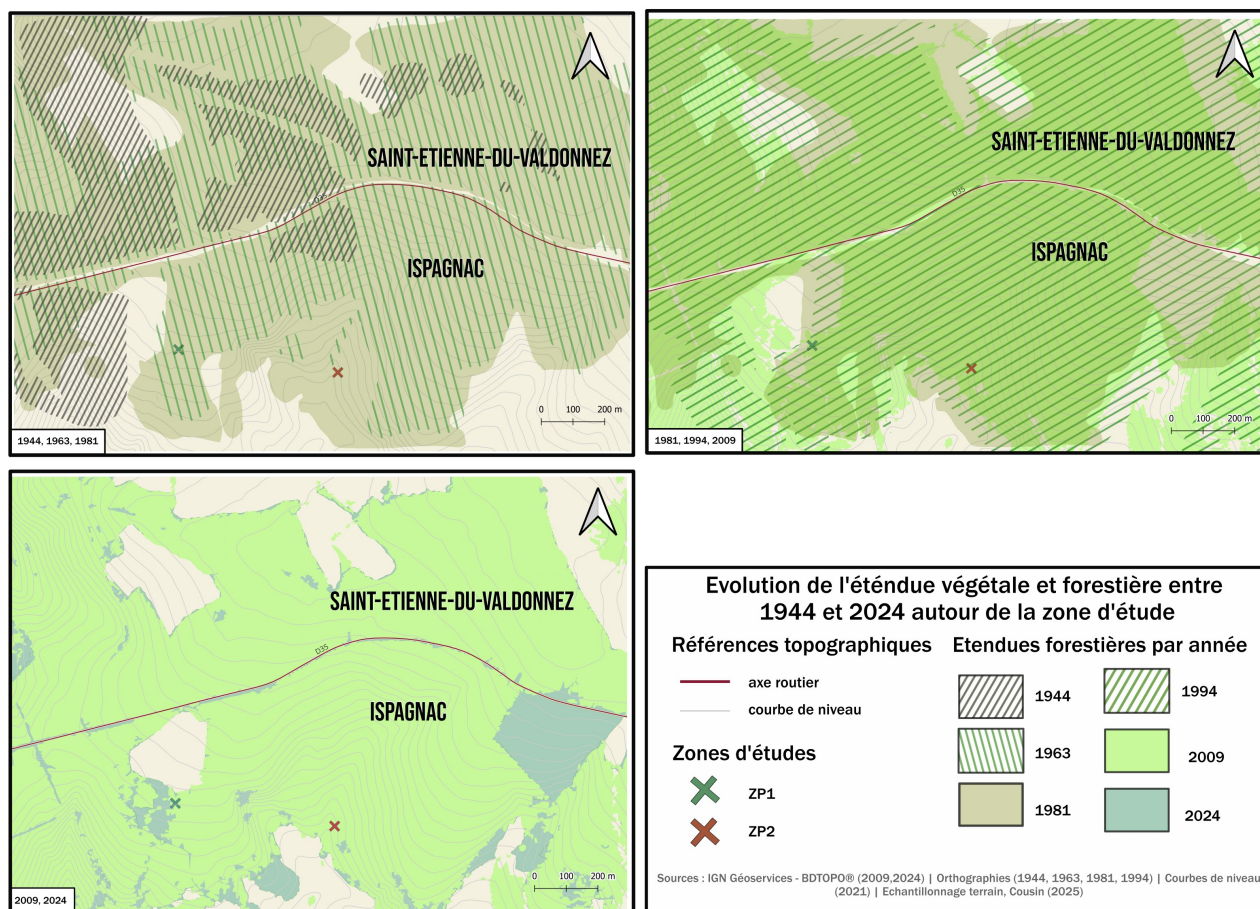 SAINT-ETIENNE-DU-VALDONNEZ
D35
ISPAGNAC
0 100 200 m
1944, 1963, 1981
SAINT-ETIENNE-DU-VALDONNEZ
D35
ISPAGNAC
0 100 200 m
1981, 1994, 2009
SAINT-ETIENNE-DU-VALDONNEZ
D35
ISPAGNAC
0 100 200 m
2009, 2024
Evolution de l'éténdue végétale et forestière entre
1944 et 2024 autour de la zone d'étude
Références topographiques
axe routier
courbe de niveau
Zones d'études
ZP1
ZP2
Etendues forestières par année
1944
1963
1981
1994
2009
2024
Sources : IGN Géoservices - BDTOPO® (2009,2024) | Orthographies (1944, 1963, 1981, 1994) | Courbes de niveau
(2021) | Echantillonnage terrain, Cousin (2025)